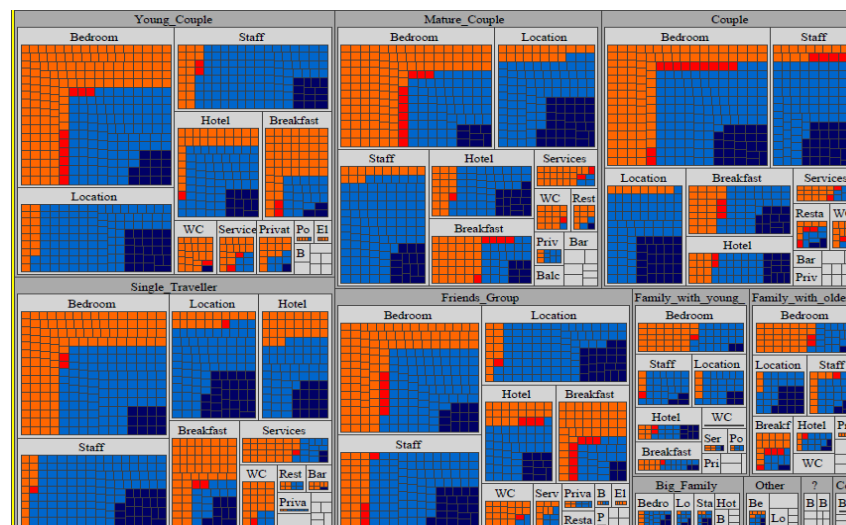 Young_Couple
Bedroom
Staff
Hotel
Breakfast
Location
WC
Service
Privat
Po
El
B
Mature_Couple
Bedroom
Location
Staff
Hotel
Services
WC
Rest
Breakfast
Priv
Bar
Balc
Couple
Bedroom
Staff
Location
Breakfast
Services
Resta
WC
Hotel
Bar
Priv
Single_Traveller
Bedroom
Location
Hotel
Staff
Breakfast
Services
WC
Rest
Bar
Priva
Friends_Group
Bedroom
Location
Hotel
Breakfast
Staff
WC
Serv
Priva
B
El
Resta
P
Family_with_young_
Bedroom
Staff
Location
Hotel
WC
Breakfast
Ser
Po
Pri
Family_with_older
Bedroom
Location
Staff
Breakf
Hotel
WC
Big_Family
Bedro
Lo
Sta
Hot
B
Other
Be
Lo
?
B
B